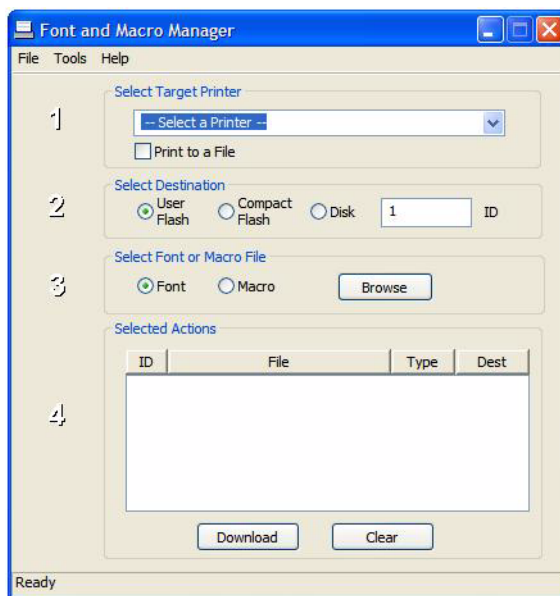 Font and Macro Manager
File Tools Help
1
Select Target Printer
-- Select a Printer --
Print to a File
2
Select Destination
User Flash
Compact Flash
Disk
1
ID
3
Select Font or Macro File
Font
Macro
Browse
4
Selected Actions
ID File Type Dest
Download Clear
Ready